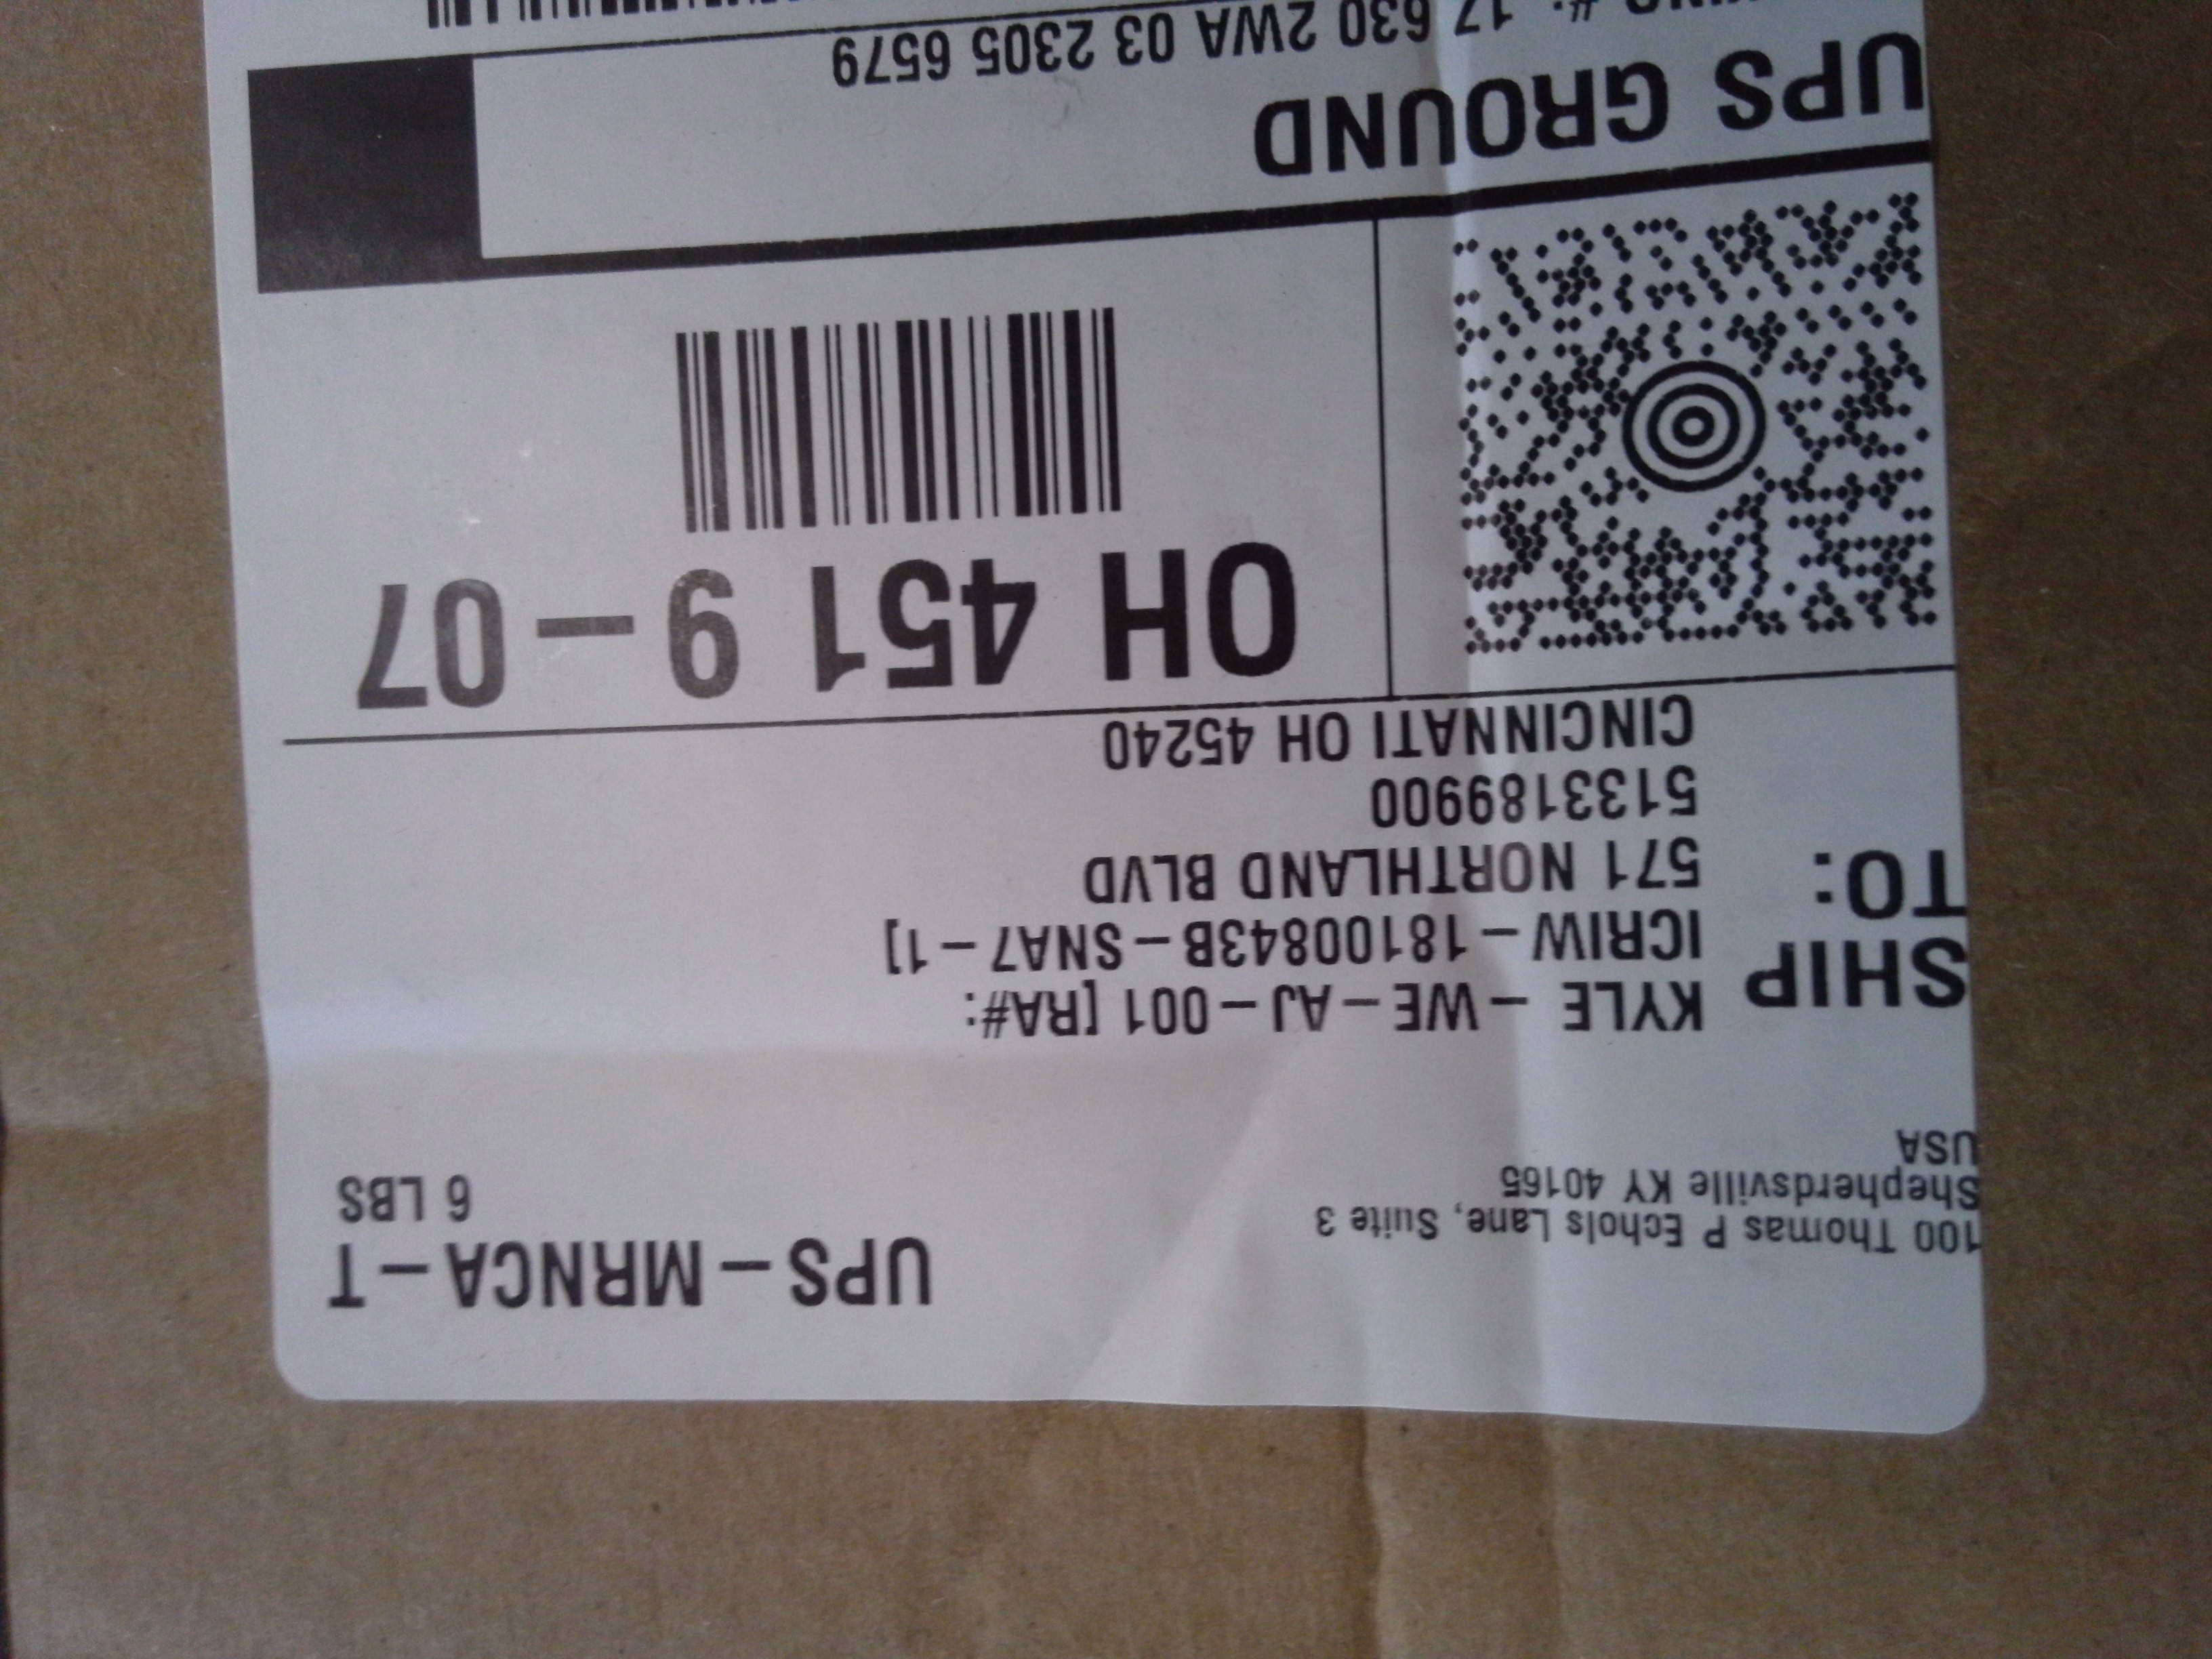 UPS-MRNCA-T
6 LBS
100 Thomas P Echols Lane, Suite 3
Shepherdsville KY 40165
USA
SHIP
TO:
KYLE - WE-AJ-001 [RA#:
ICRIW-18100843B-SNA7-1]
571 NORTHLAND BLVD
5133189900
CINCINNATI OH 45240
OH 451 9-07
UPS GROUND
#: 17 630 2WA 03 2305 6579